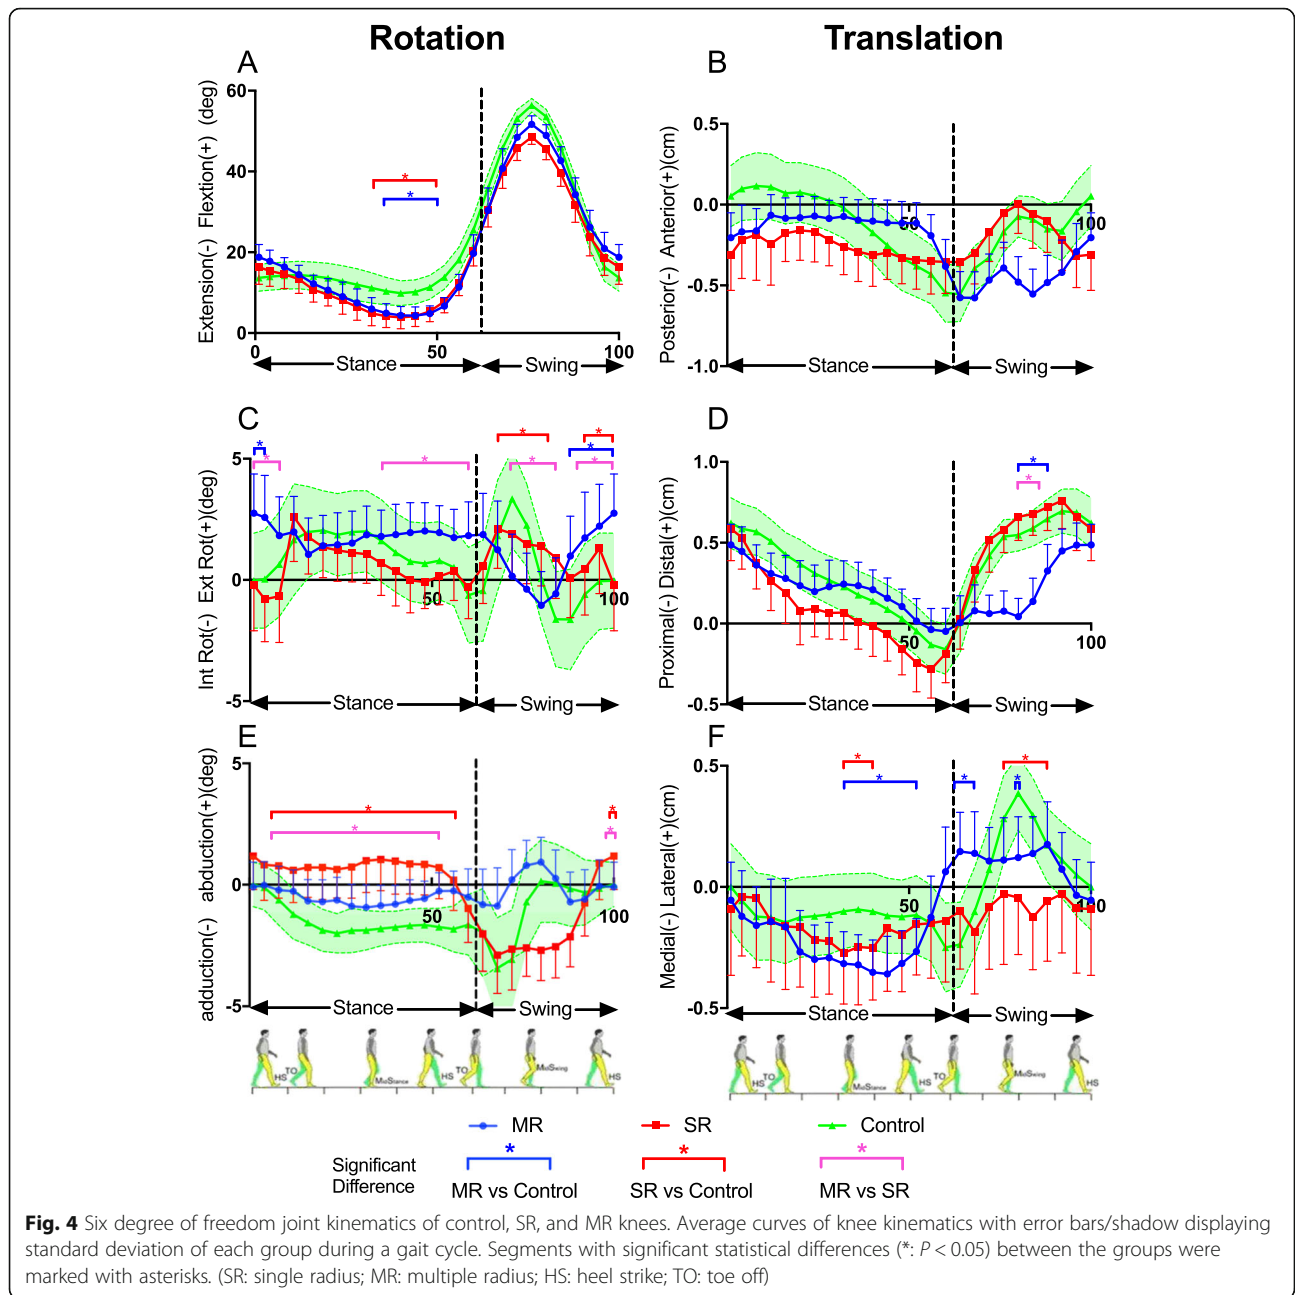 Rotation
Translation
A
Extension(-) Flextion(+) (deg)
60
40
20
0
*
*
0
50
100
Stance
Swing
B
Posterior(-) Anterior(+)(cm)
0.5
0.0
-0.5
-1.0
50
100
Stance
Swing
C
Int Rot(-) Ext Rot(+)(deg)
5
0
-5
*
*
*
*
*
*
*
*
50
100
Stance
Swing
D
Proximal(-) Distal(+)(cm)
1.0
0.5
0.0
-0.5
*
*
50
100
Stance
Swing
E
adduction(-) abduction(+)(deg)
5
0
-5
*
*
*
*
50
100
Stance
Swing
F
Medial(-) Lateral(+)(cm)
0.5
0.0
-0.5
*
*
*
*
*
50
100
Stance
Swing
HS
TO
MidStance
HS
TO
MidSwing
HS
HS
TO
MidStance
HS
TO
MidSwing
HS
MR
SR
Control
Significant
Difference
*
MR vs Control
*
SR vs Control
*
MR vs SR
Fig. 4 Six degree of freedom joint kinematics of control, SR, and MR knees. Average curves of knee kinematics with error bars/shadow displaying
standard deviation of each group during a gait cycle. Segments with significant statistical differences (*: P < 0.05) between the groups were
marked with asterisks. (SR: single radius; MR: multiple radius; HS: heel strike; TO: toe off)